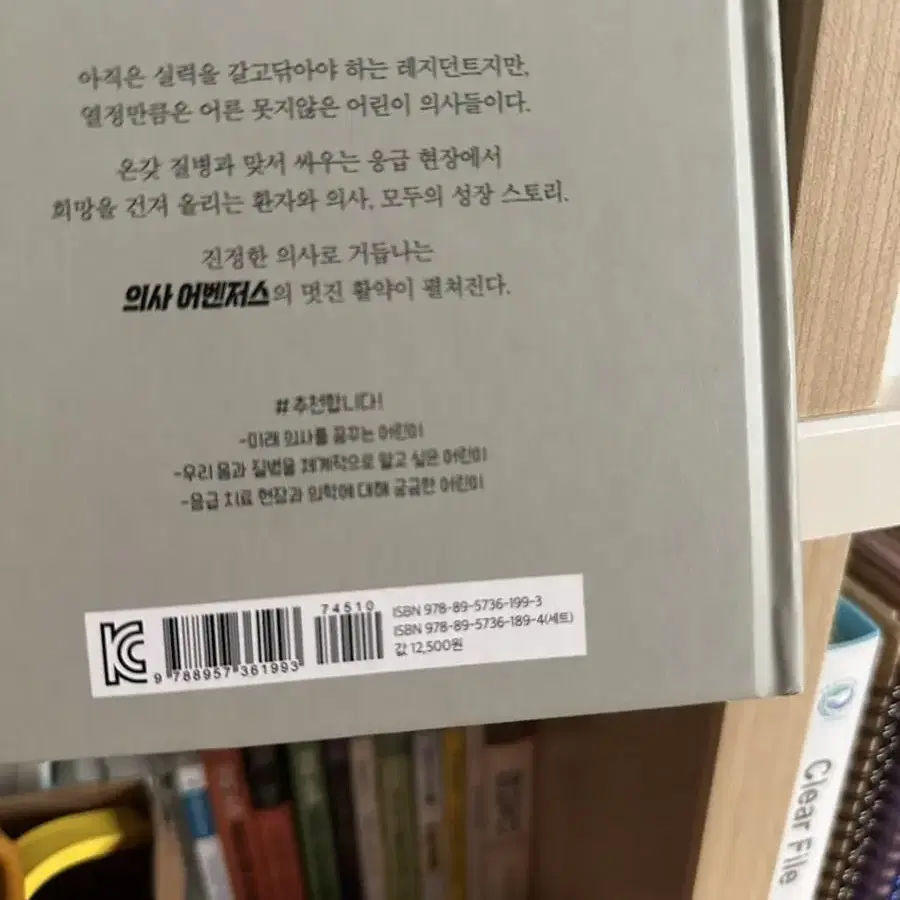 아직은 실력을 갈고닦아야 하는 레지던트지만,
열정만큼은 어른 못지않은 어린이 의사들이다.
온갖 질병과 맞서 싸우는 응급 현장에서
희망을 건져 올리는 환자와 의사, 모두의 성장 스토리.
진정한 의사로 거듭나는
의사 어벤저스의 멋진 활약이 펼쳐진다.
#추천합니다!
-미래 의사를 꿈꾸는 어린이
-우리 몸과 질병을 체계적으로 알고 싶은 어린이
-응급 치료 현장과 의학에 대해 궁금한 어린이
74510
ISBN 978-89-5736-199-3
ISBN 978-89-5736-189-4(세트)
값 12,500원
9 788957 361993
Clear File